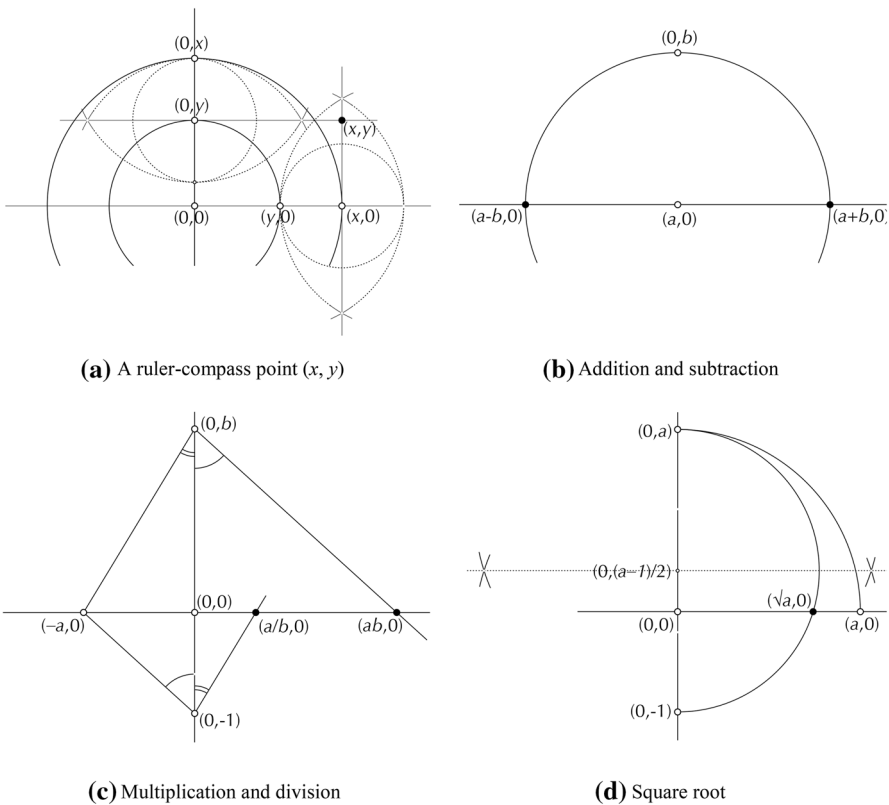 (0,x)
(0,y)
(x,y)
(0,0)
(y,0)
(x,0)
(a) A ruler-compass point (x, y)
(0,b)
(a-b,0)
(a,0)
(a+b,0)
(b) Addition and subtraction
(0,b)
(0,0)
(-a,0)
(a/b,0)
(ab,0)
(0,-1)
(c) Multiplication and division
(0,a)
(0,(a-1)/2)
(√a,0)
(0,0)
(a,0)
(0,-1)
(d) Square root